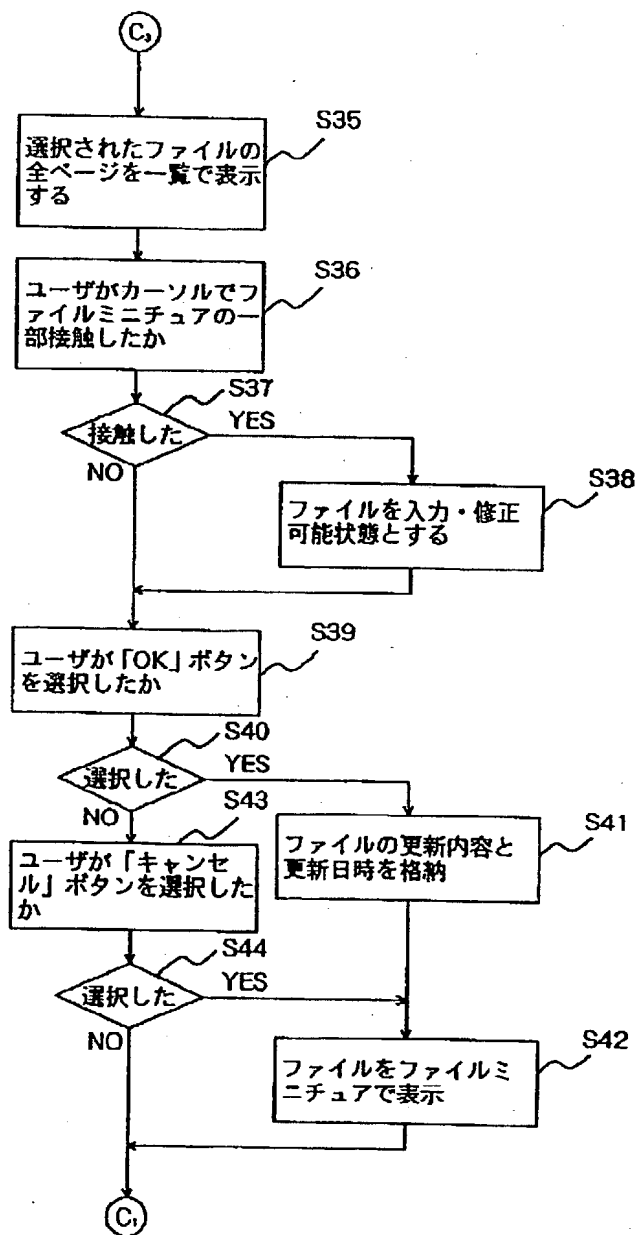 C₃
S35
選択されたファイルの
全ページを一覧で表示
する
S36
ユーザがカーソルでフ
ァイルミニチュアの一
部接触したか
S37
接触した
YES
NO
S38
ファイルを入力・修正
可能状態とする
S39
ユーザが「OK」ボタン
を選択したか
S40
選択した
YES
NO
S41
ファイルの更新内容と
更新日時を格納
S43
ユーザが「キャンセ
ル」ボタンを選択した
か
S44
選択した
YES
NO
S42
ファイルをファイルミ
ニチュアで表示
C₁